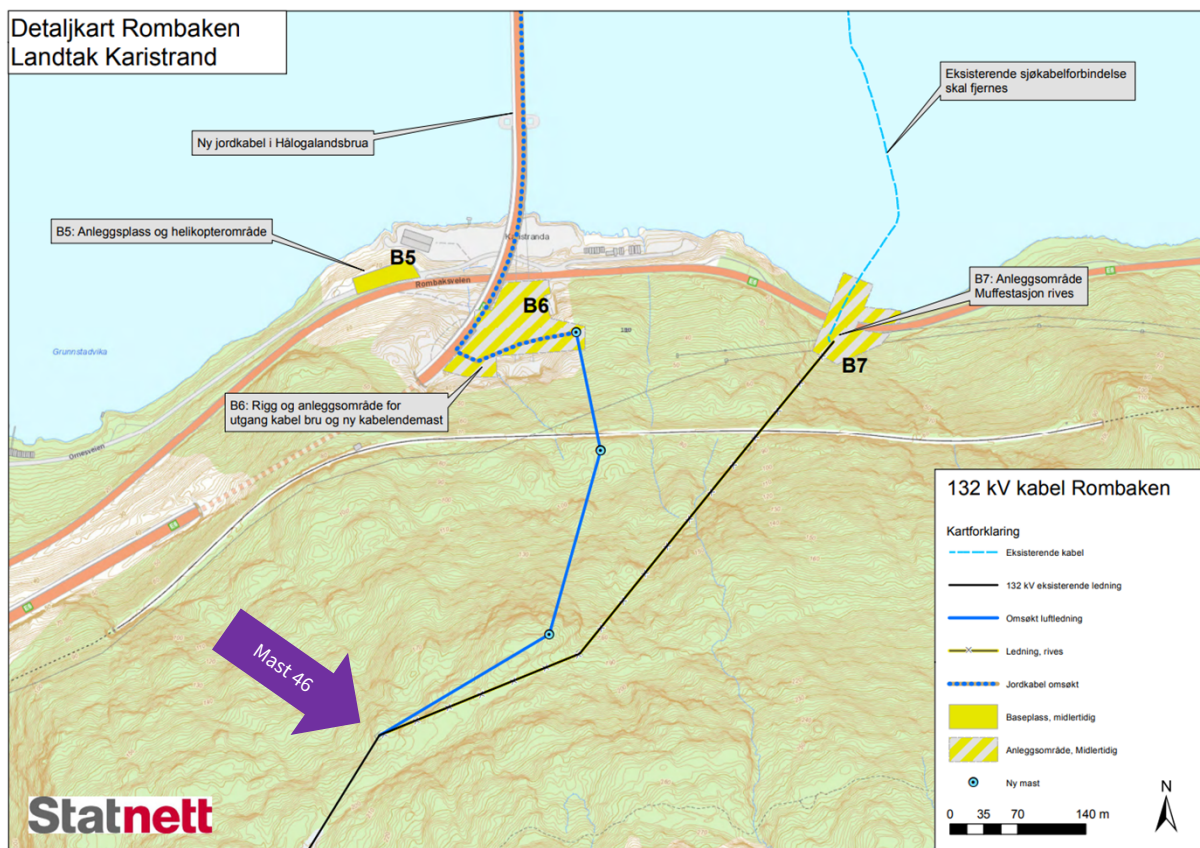 Detaljkart Rombaken
Landtak Karistrand
Eksisterende sjøkabelforbindelse
skal fjernes
Ny jordkabel i Hålogalandsbrua
B5: Anleggsplass og helikopterområde
B5
Karistranda
Rombaksveien
E6
B7: Anleggsområde
Muffestasjon rives
B6
B7
Grunnstadvika
B6: Rigg og anleggsområde for
utgang kabel bru og ny kabelendemast
Ornesveien
Mast 46
132 kV kabel Rombaken
Kartforklaring
Eksisterende kabel
132 kV eksisterende ledning
Omsøkt luftledning
Ledning, rives
Jordkabel omsøkt
Baseplass, midlertidig
Anleggsområde, Midlertidig
Ny mast
N
0 35 70 140 m
Statnett